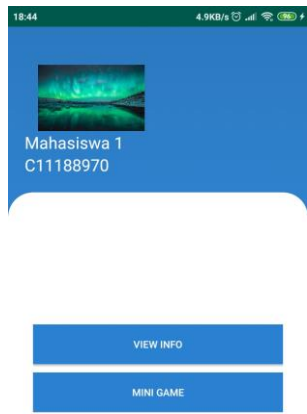 18:44 4.9KB/s 96
Mahasiswa 1
C11188970
VIEW INFO
MINI GAME